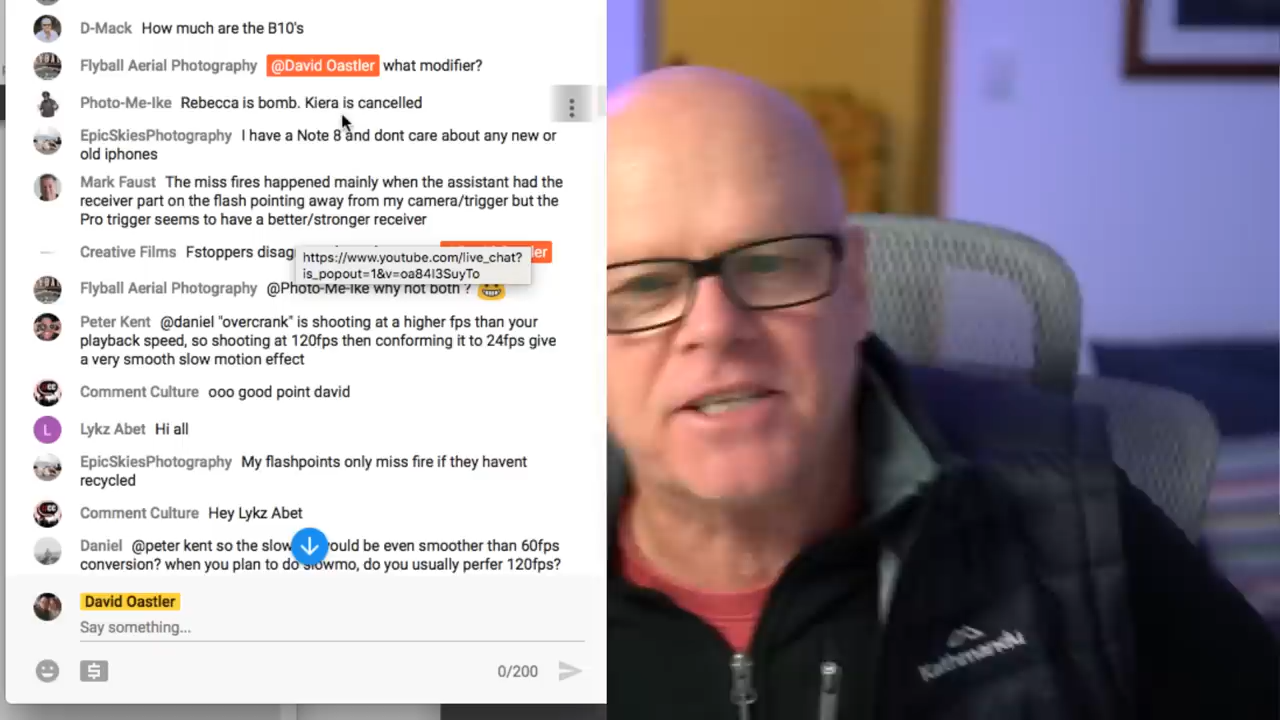 D-Mack How much are the B10's
Flyball Aerial Photography @David Oastler what modifier?
Photo-Me-Ike Rebecca is bomb. Kiera is cancelled
EpicSkiesPhotography I have a Note 8 and dont care about any new or
old iphones
Mark Faust The miss fires happened mainly when the assistant had the
receiver part on the flash pointing away from my camera/trigger but the
Pro trigger seems to have a better/stronger receiver
Creative Films Fstoppers
https://www.youtube.com/live_chat?
is_popout=1&v=oa84I3SuyTo
Flyball Aerial Photography @Photo-Me-Ike why not both ?
Peter Kent @daniel "overcrank" is shooting at a higher fps than your
playback speed, so shooting at 120fps then conforming it to 24fps give
a very smooth slow motion effect
Comment Culture ooo good point david
L Lykz Abet Hi all
EpicSkiesPhotography My flashpoints only miss fire if they havent
recycled
Comment Culture Hey Lykz Abet
Daniel @peter kent so the slow would be even smoother than 60fps
conversion? when you plan to do slowmo, do you usually perfer 120fps?
David Oastler
Say something...
0/200
Kathmandu